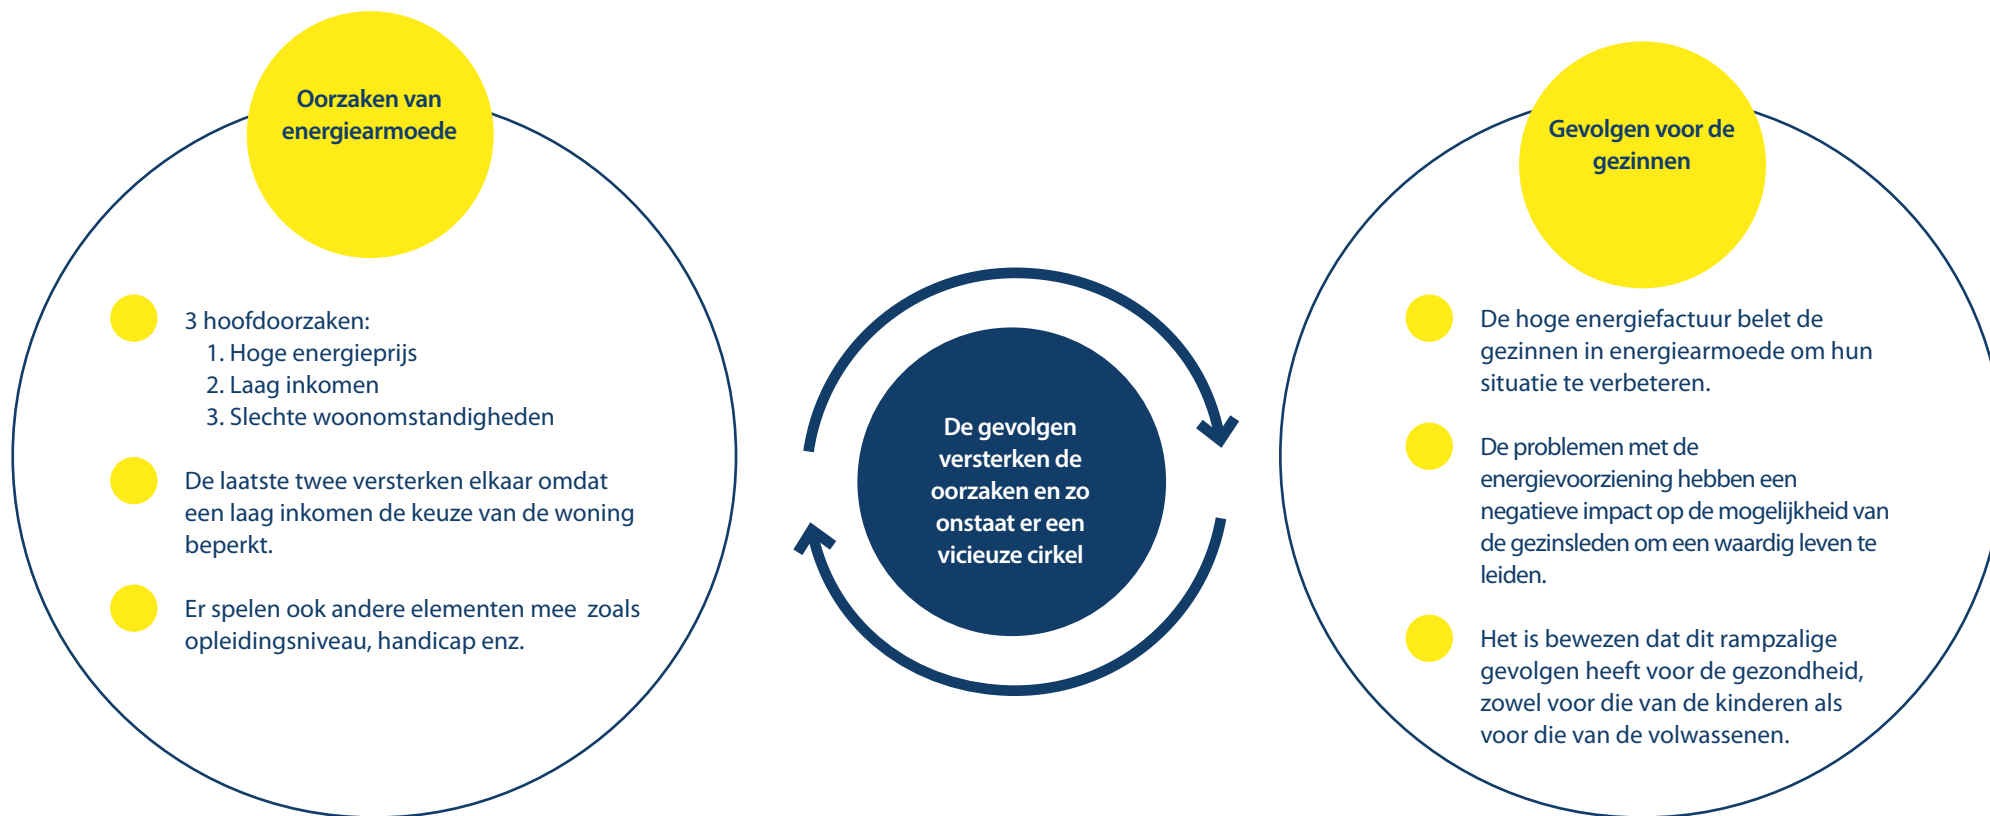 Oorzaken van
energiearmoede
3 hoofdoorzaken:
1. Hoge energieprijs
2. Laag inkomen
3. Slechte woonomstandigheden
De laatste twee versterken elkaar omdat
een laag inkomen de keuze van de woning
beperkt.
Er spelen ook andere elementen mee zoals
opleidingsniveau, handicap enz.
De gevolgen
versterken de
oorzaken en zo
onstaat er een
vicieuze cirkel
Gevolgen voor de
gezinnen
De hoge energiefactuur belet de
gezinnen in energiearmoede om hun
situatie te verbeteren.
De problemen met de
energievoorziening hebben een
negatieve impact op de mogelijkheid van
de gezinsleden om een waardig leven te
leiden.
Het is bewezen dat dit rampzalige
gevolgen heeft voor de gezondheid,
zowel voor die van de kinderen als
voor die van de volwassenen.